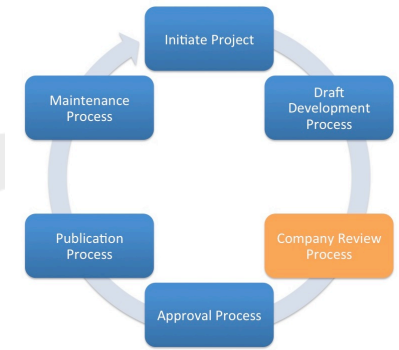 Initiate Project
Draft
Development
Process
Company Review
Process
Approval Process
Publication
Process
Maintenance
Process